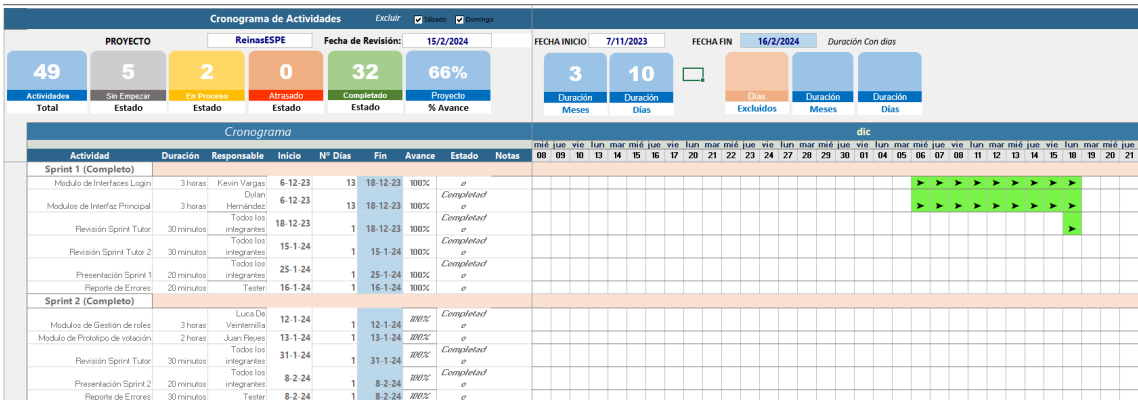 Cronograma de Actividades Excluir Sábado Domingo
PROYECTO ReinasESPE Fecha de Revisión: 15/2/2024 FECHA INICIO 7/11/2023 FECHA FIN 16/2/2024 Duración Con dias
49 5 2 0 32 66% 3 10
Actividades Sin Empezar En Proceso Atrasado Completado Proyecto Duración Duración Días Duración Duración
Total Estado Estado Estado Estado % Avance Meses Días Excluidos Meses Días
Cronograma dic
mié jue vie lun mar mié jue vie lun mar mié jue vie lun mar mié jue vie lun mar mié jue vie lun mar mié jue vie lun mar mié jue
Actividad Duración Responsable Inicio N° Días Fin Avance Estado Notas 08 09 10 13 14 15 16 17 20 21 22 23 24 27 28 29 30 01 04 05 06 07 08 11 12 13 14 15 18 19 20 21
Sprint 1 (Completo)
Modulo de Interfaces Login 3 horas Kevin Vargas 6-12-23 13 18-12-23 100% o
Modulos de Interfaz Principal 3 horas Dylan Hernández 6-12-23 13 18-12-23 100% Completad o
Revisión Sprint Tutor 30 minutos Todos los integrantes 18-12-23 1 18-12-23 100% Completad o
Revisión Sprint Tutor 2 30 minutos Todos los integrantes 15-1-24 1 15-1-24 100% Completad o
Presentación Sprint 1 20 minutos Todos los integrantes 25-1-24 1 25-1-24 100% Completad o
Reporte de Errores 20 minutos Tester 16-1-24 1 16-1-24 100%
Sprint 2 (Completo)
Modulos de Gestión de roles 3 horas Luca De Veintemilla 12-1-24 1 12-1-24 100% Completad o
Modulo de Prototipo de votación 2 horas Juan Reyes 13-1-24 1 13-1-24 100%
Revisión Sprint Tutor 30 minutos Todos los integrantes 31-1-24 1 31-1-24 100% Completad o
Presentación Sprint 2 20 minutos Todos los integrantes 8-2-24 1 8-2-24 100% Completad o
Reporte de Errores 30 minutos Tester 8-2-24 1 8-2-24 100%